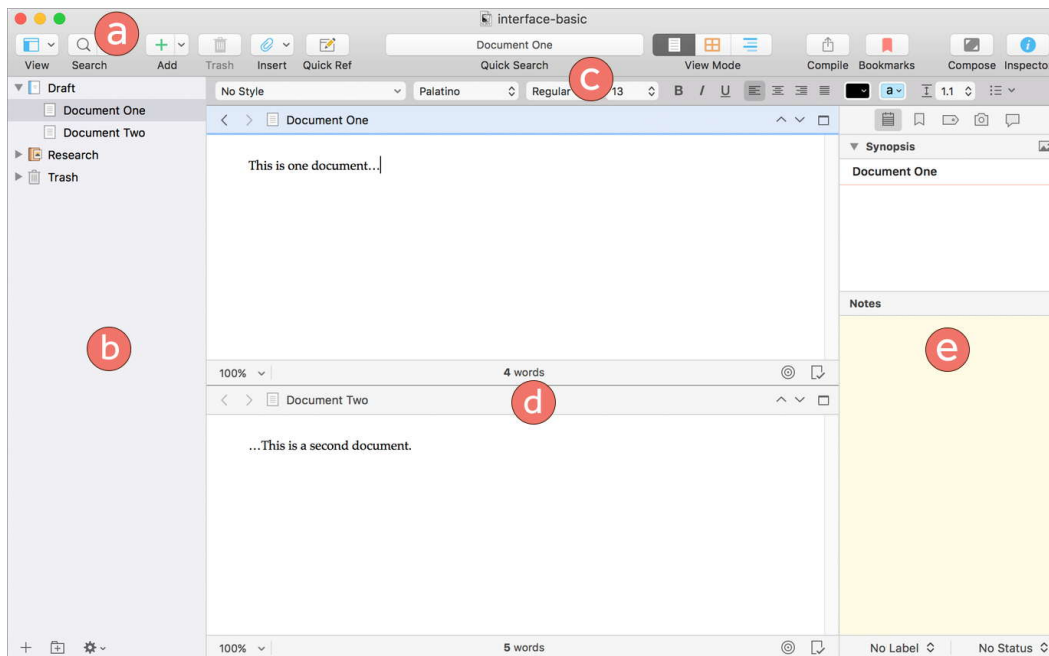 interface-basic
a
Document One
View Search Add Trash Insert Quick Ref Quick Search View Mode Compile Bookmarks Compose Inspecto
c
Draft
No Style Palatino Regular 13 B I U a 1.1
Document One
Document One
Document Two
Research
Trash
This is one document…
Synopsis
Document One
Notes
b
e
100% 4 words
d
Document Two
…This is a second document.
100% 5 words No Label No Status